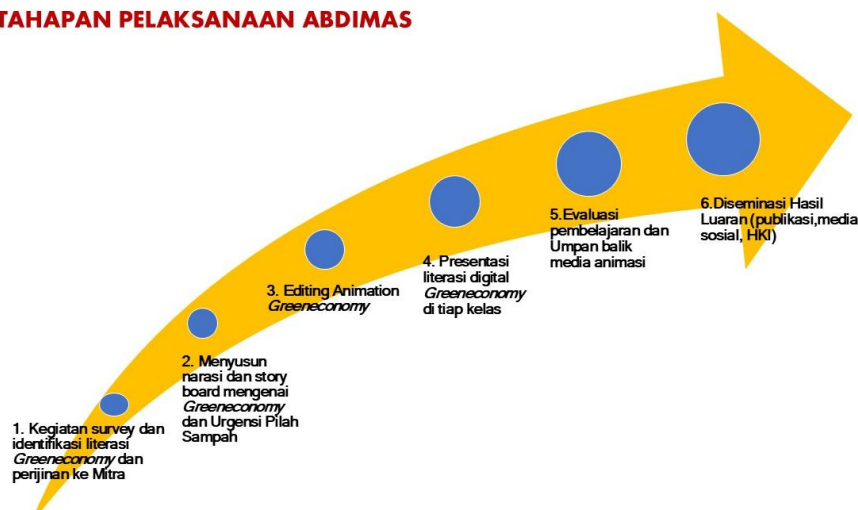 TAHAPAN PELAKSANAAN ABDIMAS
1. Kegiatan survey dan
identifikasi literasi
Greeneconomy dan
perijinan ke Mitra
2. Menyusun
narasi dan story
board mengenai
Greeneconomy
dan Urgensi Pilah
Sampah
3. Editing Animation
Greeneconomy
4. Presentasi
literasi digital
Greeneconomy
di tiap kelas
5.Evaluasi
pembelajaran dan
Umpan balik
media animasi
6.Diseminasi Hasil
Luaran (publikasi,media
sosial, HKI)